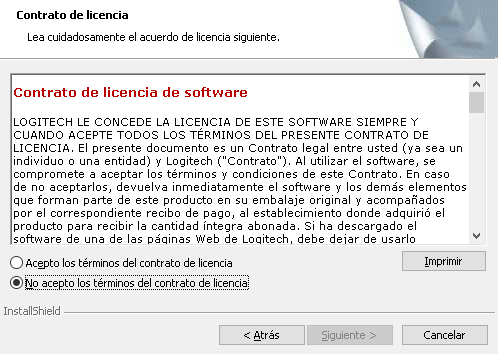 Contrato de licencia
Lea cuidadosamente el acuerdo de licencia siguiente.
Contrato de licencia de software
LOGITECH LE CONCEDE LA LICENCIA DE ESTE SOFTWARE SIEMPRE Y
CUANDO ACEPTE TODOS LOS TÉRMINOS DEL PRESENTE CONTRATO DE
LICENCIA. El presente documento es un Contrato legal entre usted (ya sea un
individuo o una entidad) y Logitech ("Contrato"). Al utilizar el software, se
compromete a aceptar los términos y condiciones de este Contrato. En caso
de no aceptarlos, devuelva inmediatamente el software y los demás elementos
que forman parte de este producto en su embalaje original y acompañados
por el correspondiente recibo de pago, al establecimiento donde adquirió el
producto para recibir la cantidad íntegra abonada. Si ha descargado el
software de una de las páginas Web de Logitech, debe dejar de usarlo
Acepto los términos del contrato de licencia
Imprimir
No acepto los términos del contrato de licencia
InstallShield
< Atrás
Siguiente >
Cancelar